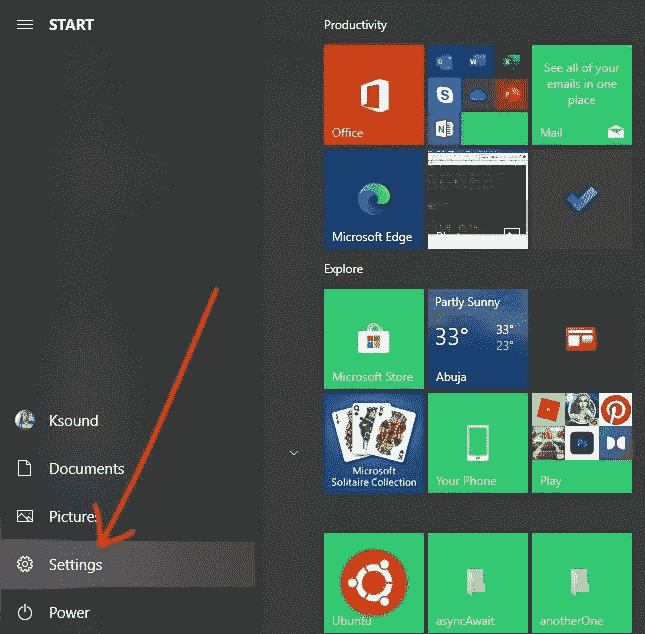 START
Ksound
Documents
Pictures
Settings
Power
Productivity
Office
See all of your
emails in one
place
Mail
Microsoft Edge
Explore
Microsoft Store
Partly Sunny
33°
33°
23°
Abuja
Microsoft
Solitaire Collection
Your Phone
Play
Ubuntu
asyncAwait
anotherOne